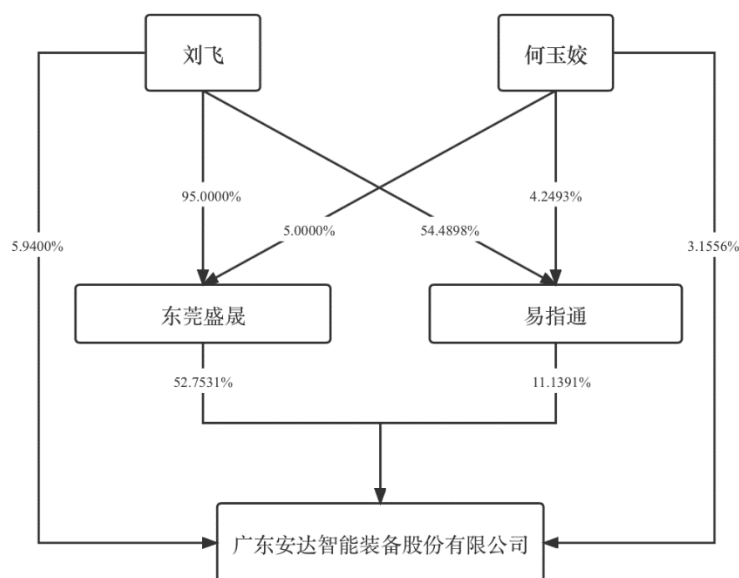 刘飞
何玉姣
95.0000%
4.2493%
5.9400%
5.0000%
54.4898%
3.1556%
东莞盛晟
易指通
52.7531%
11.1391%
广东安达智能装备股份有限公司